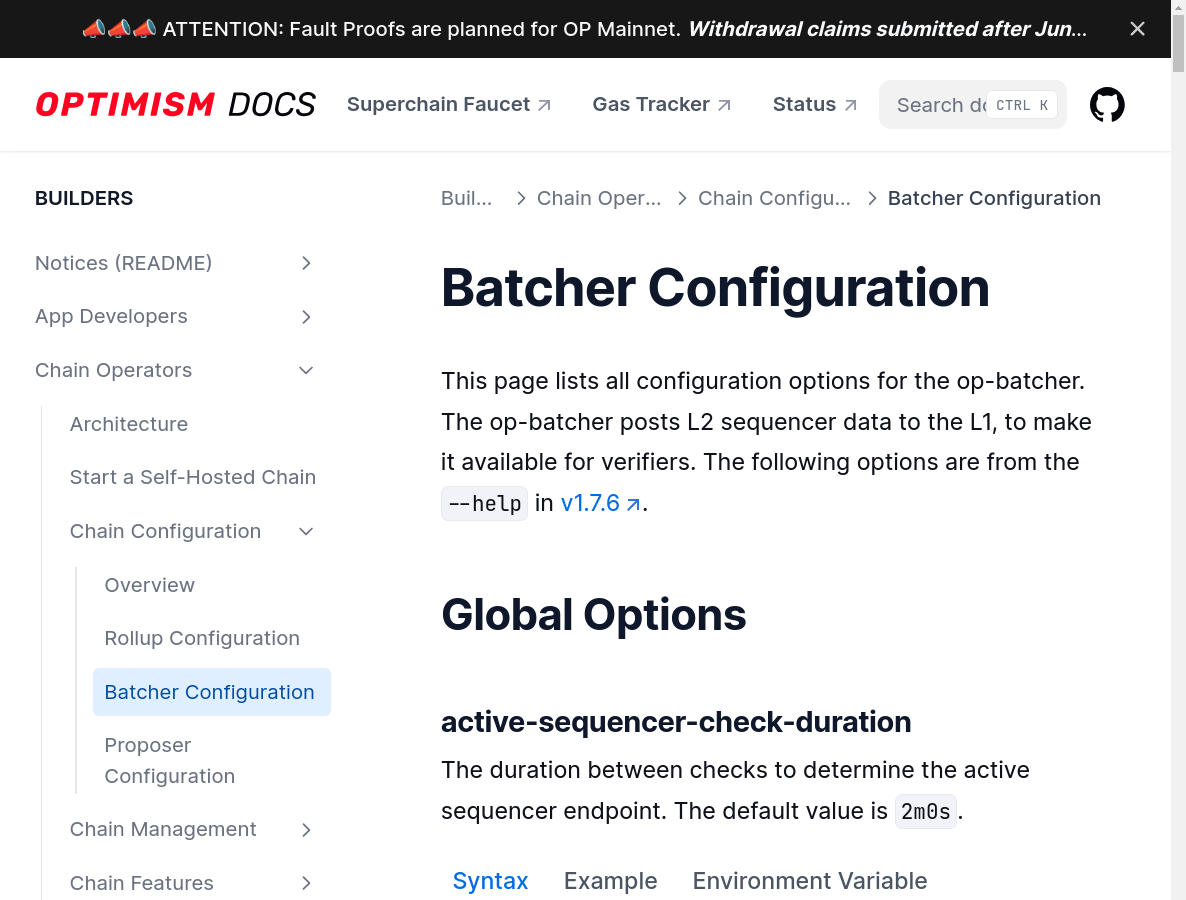 📣📣📣 ATTENTION: Fault Proofs are planned for OP Mainnet. Withdrawal claims submitted after Jun...
OPTIMISM DOCS
Superchain Faucet
Gas Tracker
Status
Search do
CTRL K
BUILDERS
Notices (README)
App Developers
Chain Operators
Architecture
Start a Self-Hosted Chain
Chain Configuration
Overview
Rollup Configuration
Batcher Configuration
Proposer
Configuration
Chain Management
Chain Features
Buil... > Chain Oper... > Chain Configu... > Batcher Configuration
Batcher Configuration
This page lists all configuration options for the op-batcher.
The op-batcher posts L2 sequencer data to the L1, to make
it available for verifiers. The following options are from the
--help in v1.7.6 ↗.
Global Options
active-sequencer-check-duration
The duration between checks to determine the active
sequencer endpoint. The default value is 2m0s.
Syntax
Example
Environment Variable